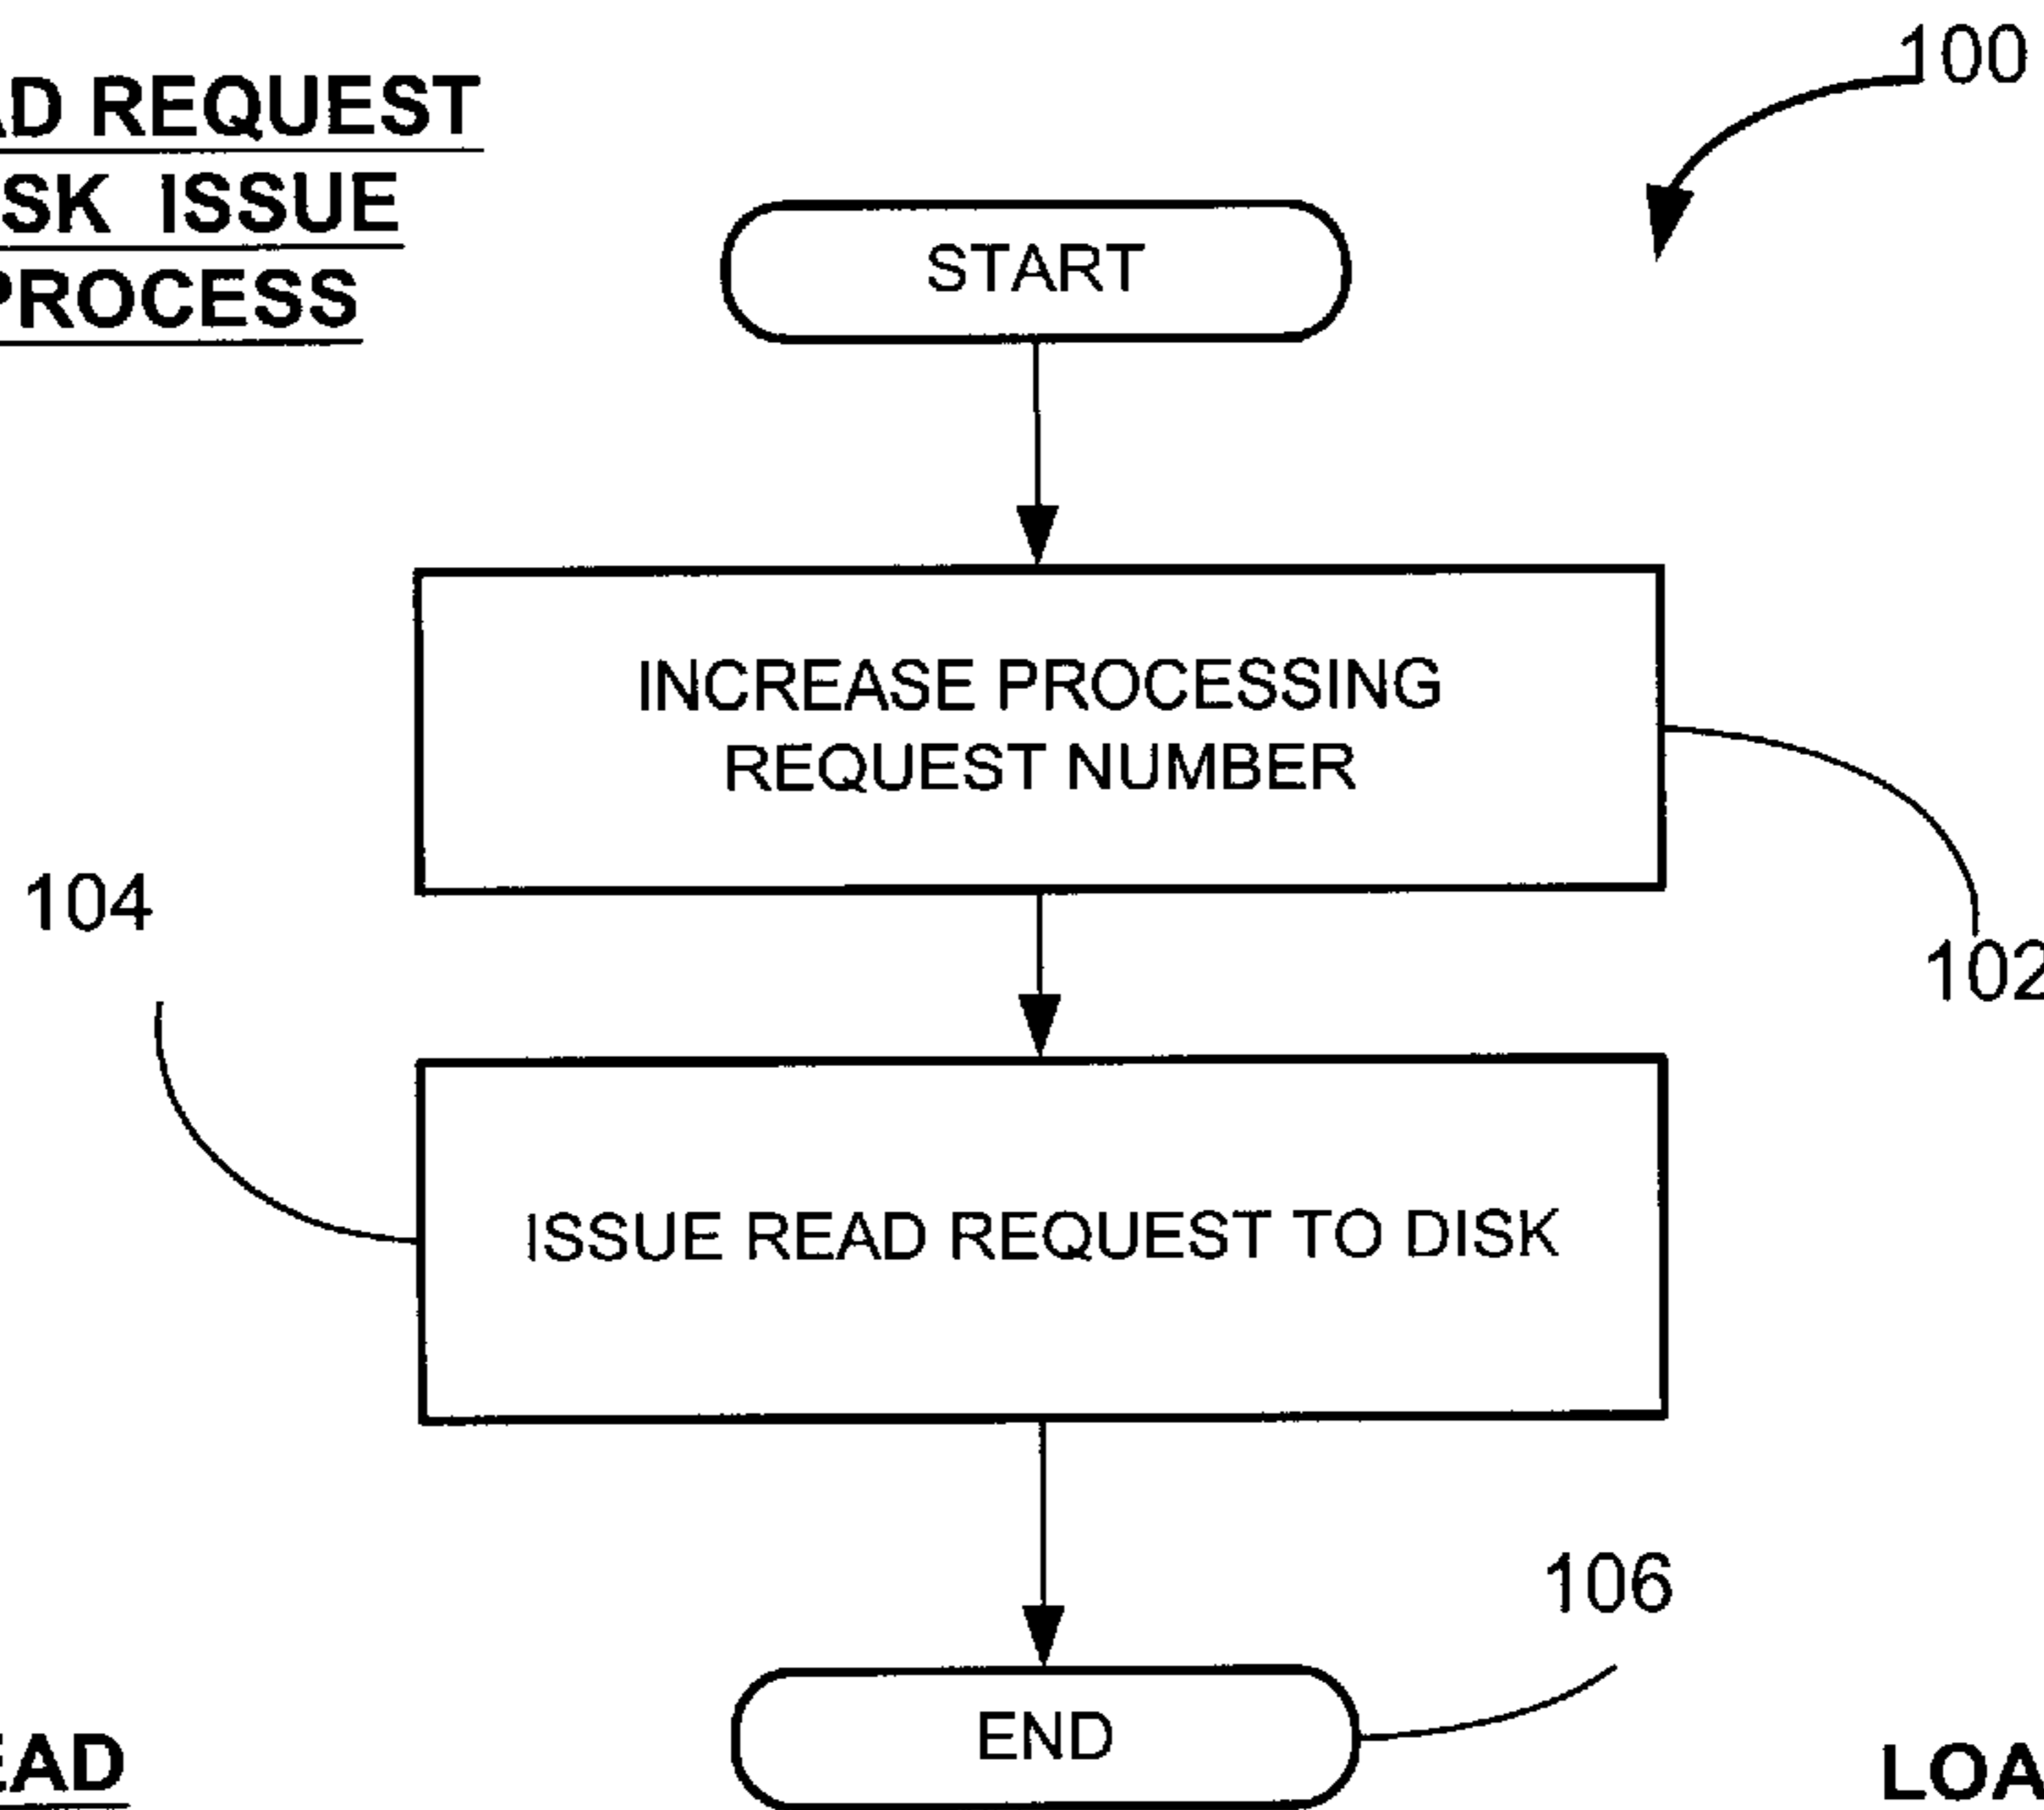 100
AD REQUEST
SK ISSUE
PROCESS
START
INCREASE PROCESSING
REQUEST NUMBER
104
102
ISSUE READ REQUEST TO DISK
106
END
EAD
LOA